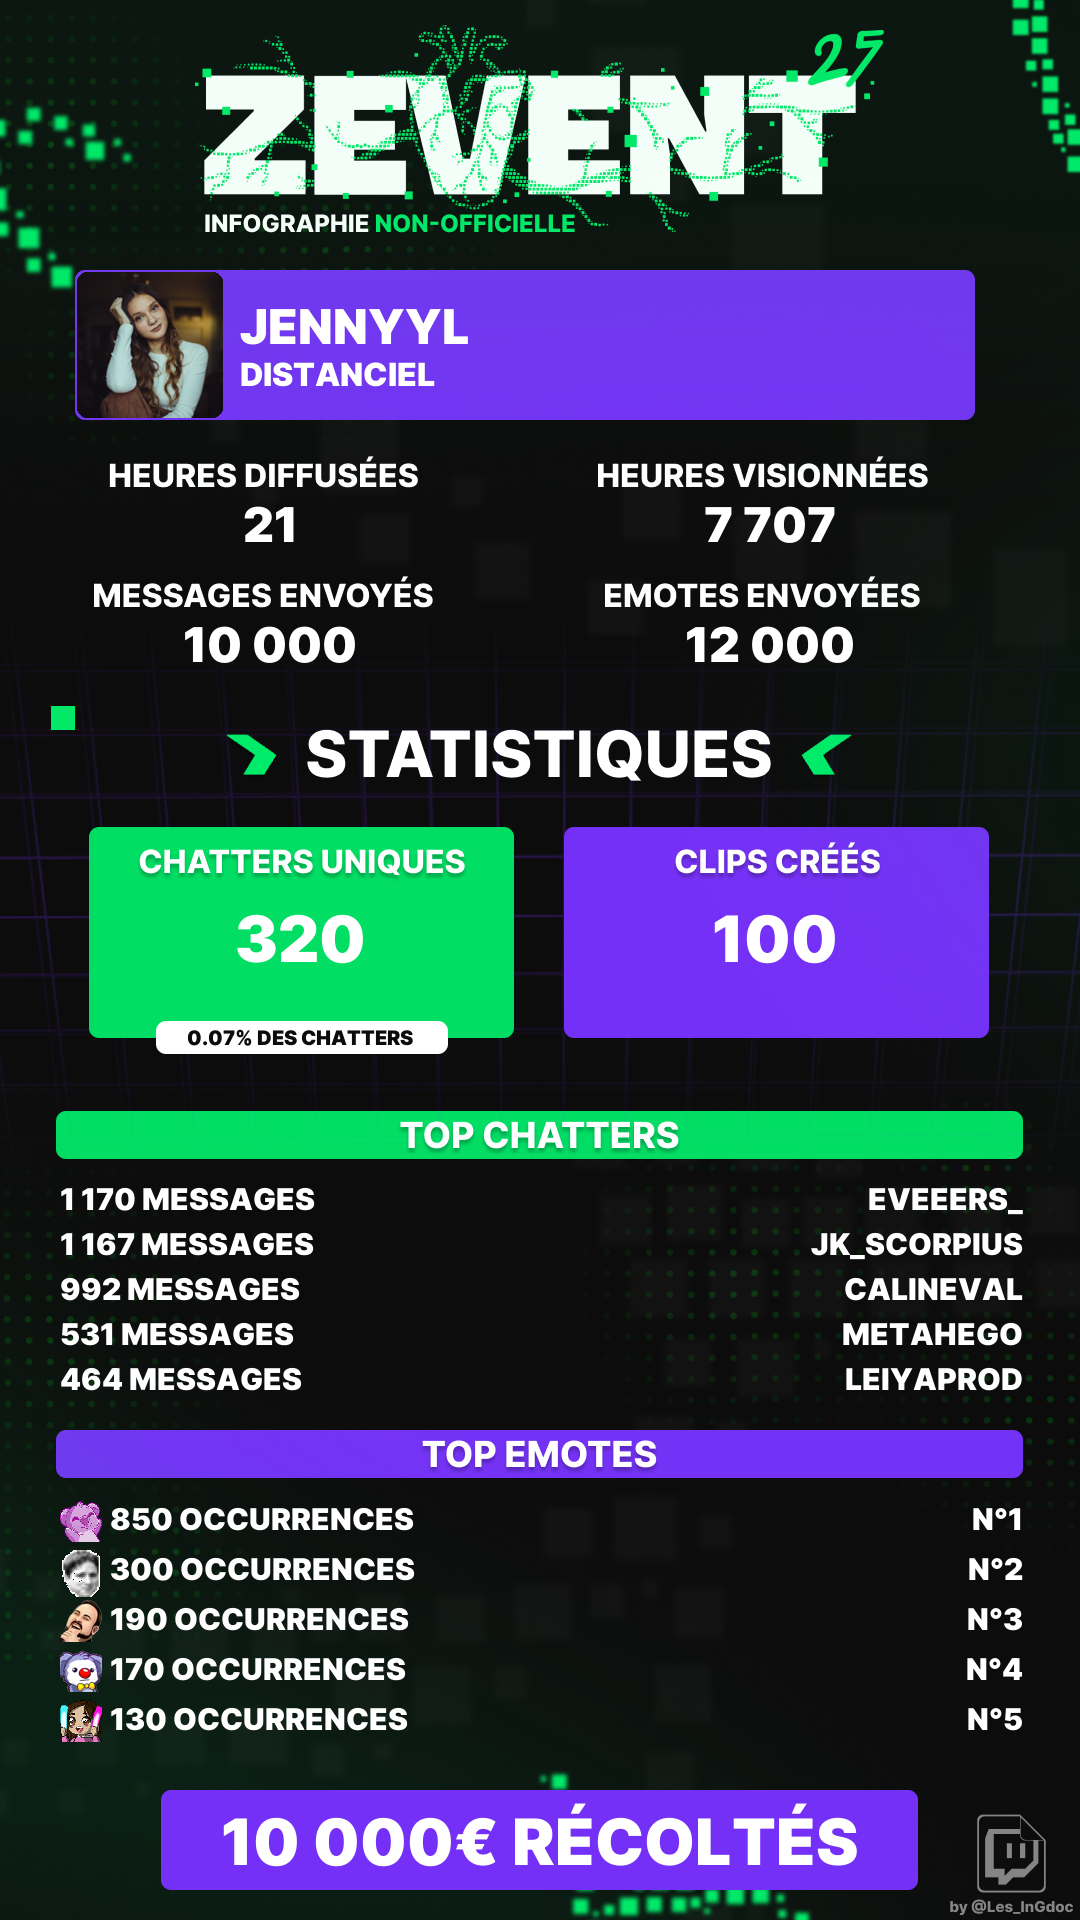 ZEVENT 25
INFOGRAPHIE NON-OFFICIELLE
JENNYYL
DISTANCIEL
HEURES DIFFUSÉES
21
HEURES VISIONNÉES
7 707
MESSAGES ENVOYÉS
10 000
EMOTES ENVOYÉES
12 000
STATISTIQUES
CHATTERS UNIQUES
320
0.07% DES CHATTERS
CLIPS CRÉÉS
100
TOP CHATTERS
1 170 MESSAGES EVEEERS_
1 167 MESSAGES JK_SCORPIUS
992 MESSAGES CALINEVAL
531 MESSAGES METAHEGO
464 MESSAGES LEIYAPROD
TOP EMOTES
850 OCCURRENCES N°1
300 OCCURRENCES N°2
190 OCCURRENCES N°3
170 OCCURRENCES N°4
130 OCCURRENCES N°5
10 000€ RÉCOLTÉS
by @Les_InGdoc